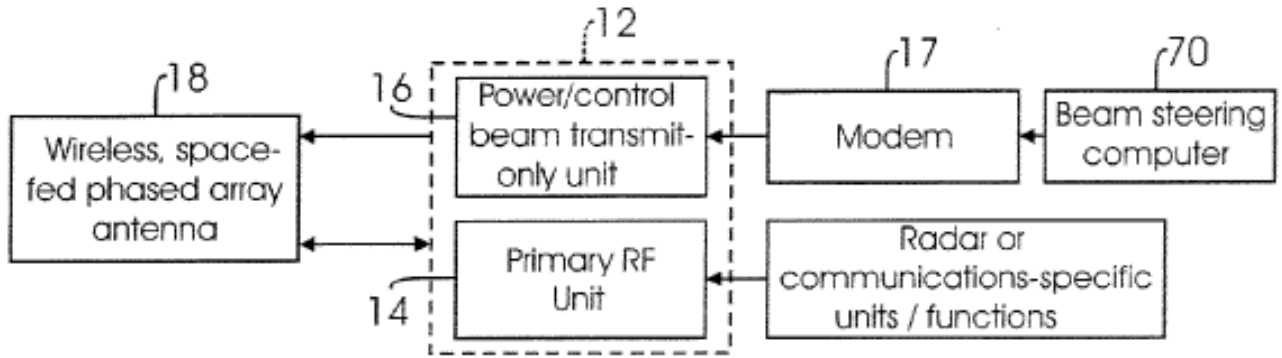 12
18
16
17
70
Power/control
beam transmit-
only unit
Modem
Beam steering
computer
Wireless, space-
fed phased array
antenna
Primary RF
Unit
14
Radar or
communications-specific
units / functions